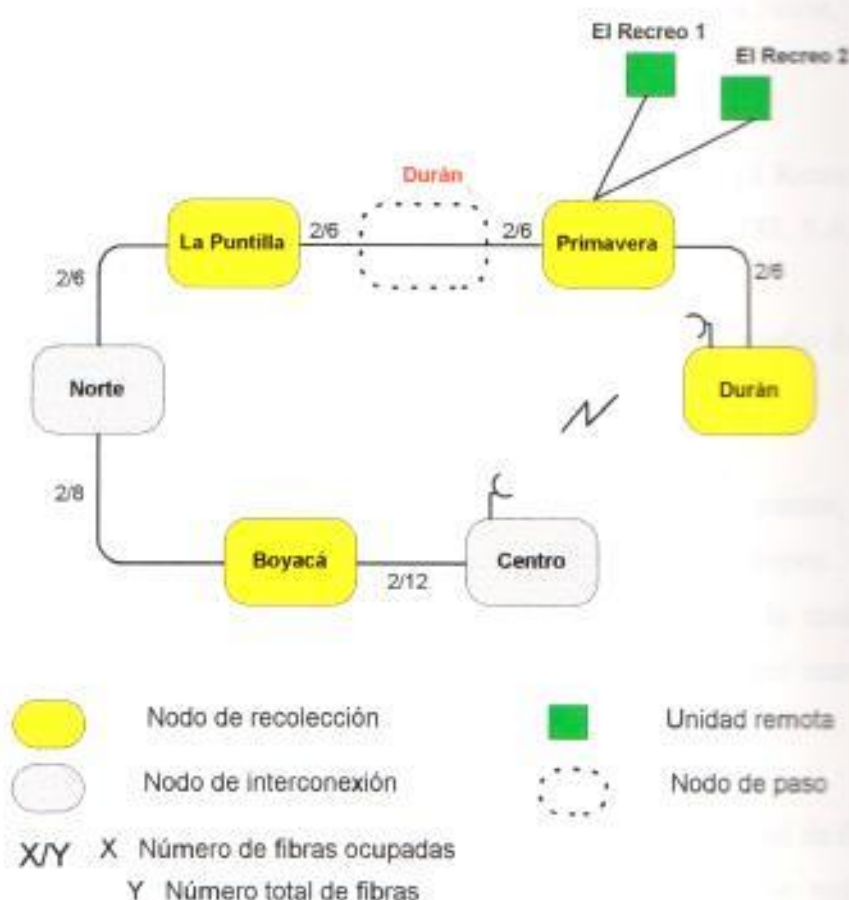 El Recreo 1
El Recreo 2
Durán
La Puntilla
2/6
2/6
Primavera
2/6
2/6
Norte
Durán
2/8
Boyacá
2/12
Centro
Nodo de recolección
Unidad remota
Nodo de interconexión
Nodo de paso
X/Y X Número de fibras ocupadas
Y Número total de fibras